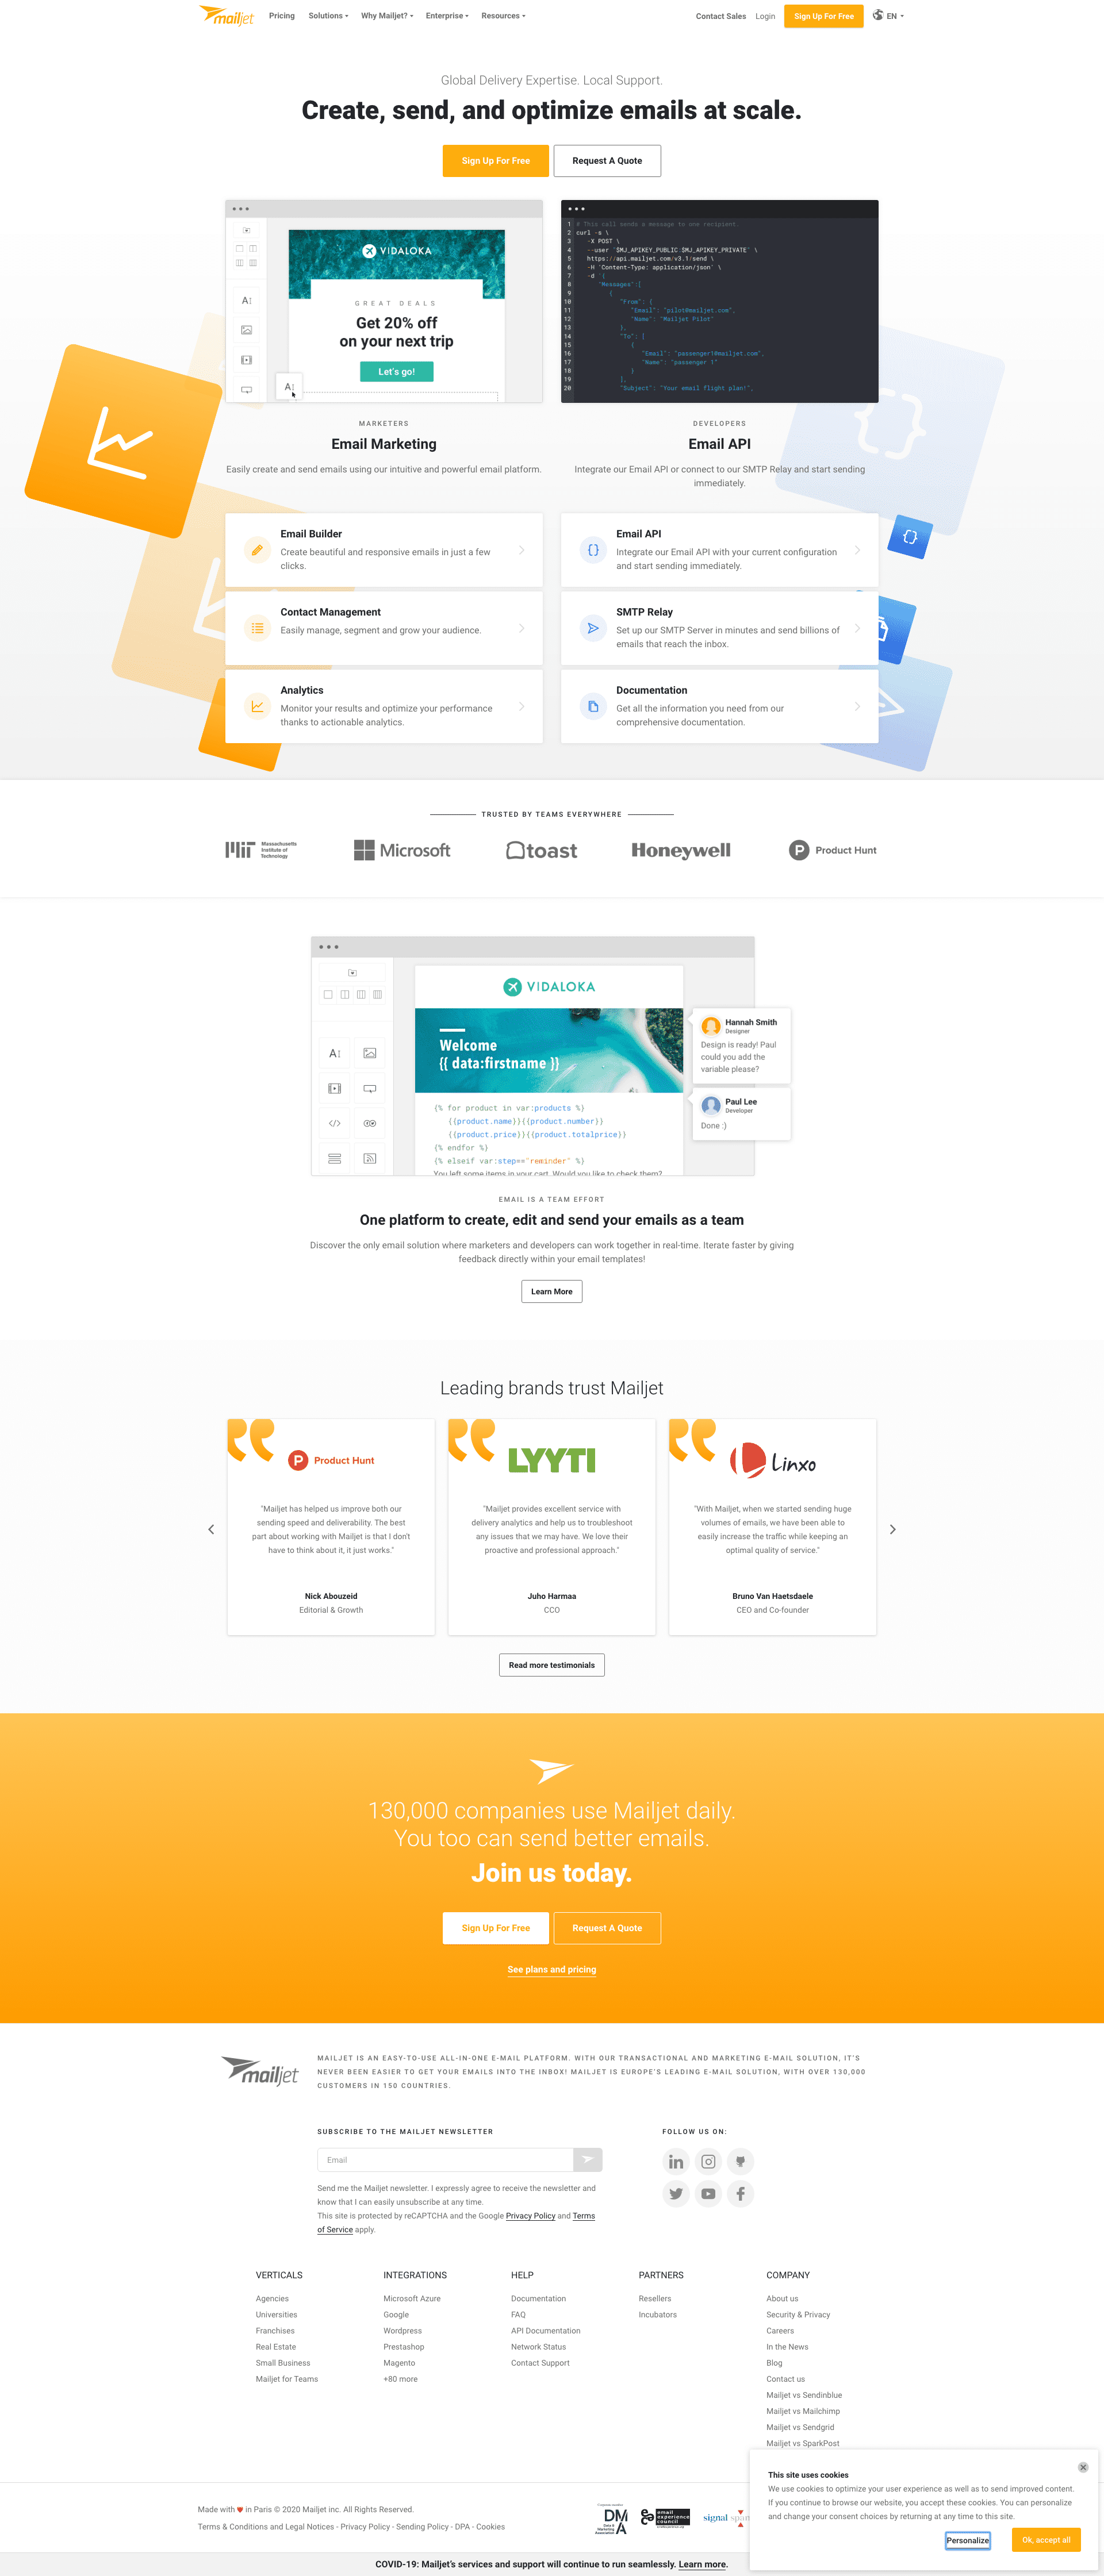 mailjet
Pricing Solutions Why Mailjet? Enterprise Resources Contact Sales Login Sign Up For Free EN
Global Delivery Expertise. Local Support.
Create, send, and optimize emails at scale.
Sign Up For Free Request A Quote
VIDALOKA
GREAT DEALS
Get 20% off
on your next trip
Let's go!
1 # This call sends a message to one recipient.
2 curl -s \
3 -X POST \
4 --user "$MJ_APIKEY_PUBLIC:$MJ_APIKEY_PRIVATE" \
5 https://api.mailjet.com/v3.1/send \
6 -H 'Content-Type: application/json' \
7 -d '{
8 "Messages":[
9 {
10 "From": {
11 "Email": "pilot@mailjet.com",
12 "Name": "Mailjet Pilot"
13 },
14 "To": [
15 {
16 "Email": "passenger1@mailjet.com",
17 "Name": "passenger 1"
18 }
19 ],
20 "Subject": "Your email flight plan!",
MARKETERS
Email Marketing
Easily create and send emails using our intuitive and powerful email platform.
DEVELOPERS
Email API
Integrate our Email API or connect to our SMTP Relay and start sending
immediately.
Email Builder
Create beautiful and responsive emails in just a few
clicks.
Email API
Integrate our Email API with your current configuration
and start sending immediately.
Contact Management
Easily manage, segment and grow your audience.
SMTP Relay
Set up our SMTP Server in minutes and send billions of
emails that reach the inbox.
Analytics
Monitor your results and optimize your performance
thanks to actionable analytics.
Documentation
Get all the information you need from our
comprehensive documentation.
TRUSTED BY TEAMS EVERYWHERE
Massachusetts
Institute of
Technology
Microsoft
toast
Honeywell
Product Hunt
VIDALOKA
Welcome
{{ data:firstname }}
{% for product in var:products %}
{{product.name}}{{product.number}}
{{product.price}}{{product.totalprice}}
{% endfor %}
{% elseif var:step=="reminder" %}
You left some items in your cart. Would you like to check them?
Hannah Smith
Designer
Design is ready! Paul
could you add the
variable please?
Paul Lee
Developer
Done :)
EMAIL IS A TEAM EFFORT
One platform to create, edit and send your emails as a team
Discover the only email solution where marketers and developers can work together in real-time. Iterate faster by giving
feedback directly within your email templates!
Learn More
Leading brands trust Mailjet
Product Hunt
"Mailjet has helped us improve both our
sending speed and deliverability. The best
part about working with Mailjet is that I don't
have to think about it, it just works."
Nick Abouzeid
Editorial & Growth
LYYTI
"Mailjet provides excellent service with
delivery analytics and help us to troubleshoot
any issues that we may have. We love their
proactive and professional approach."
Juho Harmaa
CCO
Linxo
"With Mailjet, when we started sending huge
volumes of emails, we have been able to
easily increase the traffic while keeping an
optimal quality of service."
Bruno Van Haetsdaele
CEO and Co-founder
Read more testimonials
130,000 companies use Mailjet daily.
You too can send better emails.
Join us today.
Sign Up For Free Request A Quote
See plans and pricing
mailjet
MAILJET IS AN EASY-TO-USE ALL-IN-ONE E-MAIL PLATFORM. WITH OUR TRANSACTIONAL AND MARKETING E-MAIL SOLUTION, IT'S
NEVER BEEN EASIER TO GET YOUR EMAILS INTO THE INBOX! MAILJET IS EUROPE'S LEADING E-MAIL SOLUTION, WITH OVER 130,000
CUSTOMERS IN 150 COUNTRIES.
SUBSCRIBE TO THE MAILJET NEWSLETTER
Email
Send me the Mailjet newsletter. I expressly agree to receive the newsletter and
know that I can easily unsubscribe at any time.
This site is protected by reCAPTCHA and the Google Privacy Policy and Terms
of Service apply.
FOLLOW US ON:
VERTICALS
Agencies
Universities
Franchises
Real Estate
Small Business
Mailjet for Teams
INTEGRATIONS
Microsoft Azure
Google
Wordpress
Prestashop
Magento
+80 more
HELP
Documentation
FAQ
API Documentation
Network Status
Contact Support
PARTNERS
Resellers
Incubators
COMPANY
About us
Security & Privacy
Careers
In the News
Blog
Contact us
Mailjet vs Sendinblue
Mailjet vs Mailchimp
Mailjet vs Sendgrid
Mailjet vs SparkPost
Made with in Paris © 2020 Mailjet inc. All Rights Reserved.
Terms & Conditions and Legal Notices - Privacy Policy - Sending Policy - DPA - Cookies
DMA
email
experience
council
signal spam
This site uses cookies
We use cookies to optimize your user experience as well as to send improved content.
If you continue to browse our website, you accept these cookies. You can personalize
and change your consent choices by returning at any time to this site.
Personalize Ok, accept all
COVID-19: Mailjet's services and support will continue to run seamlessly. Learn more.